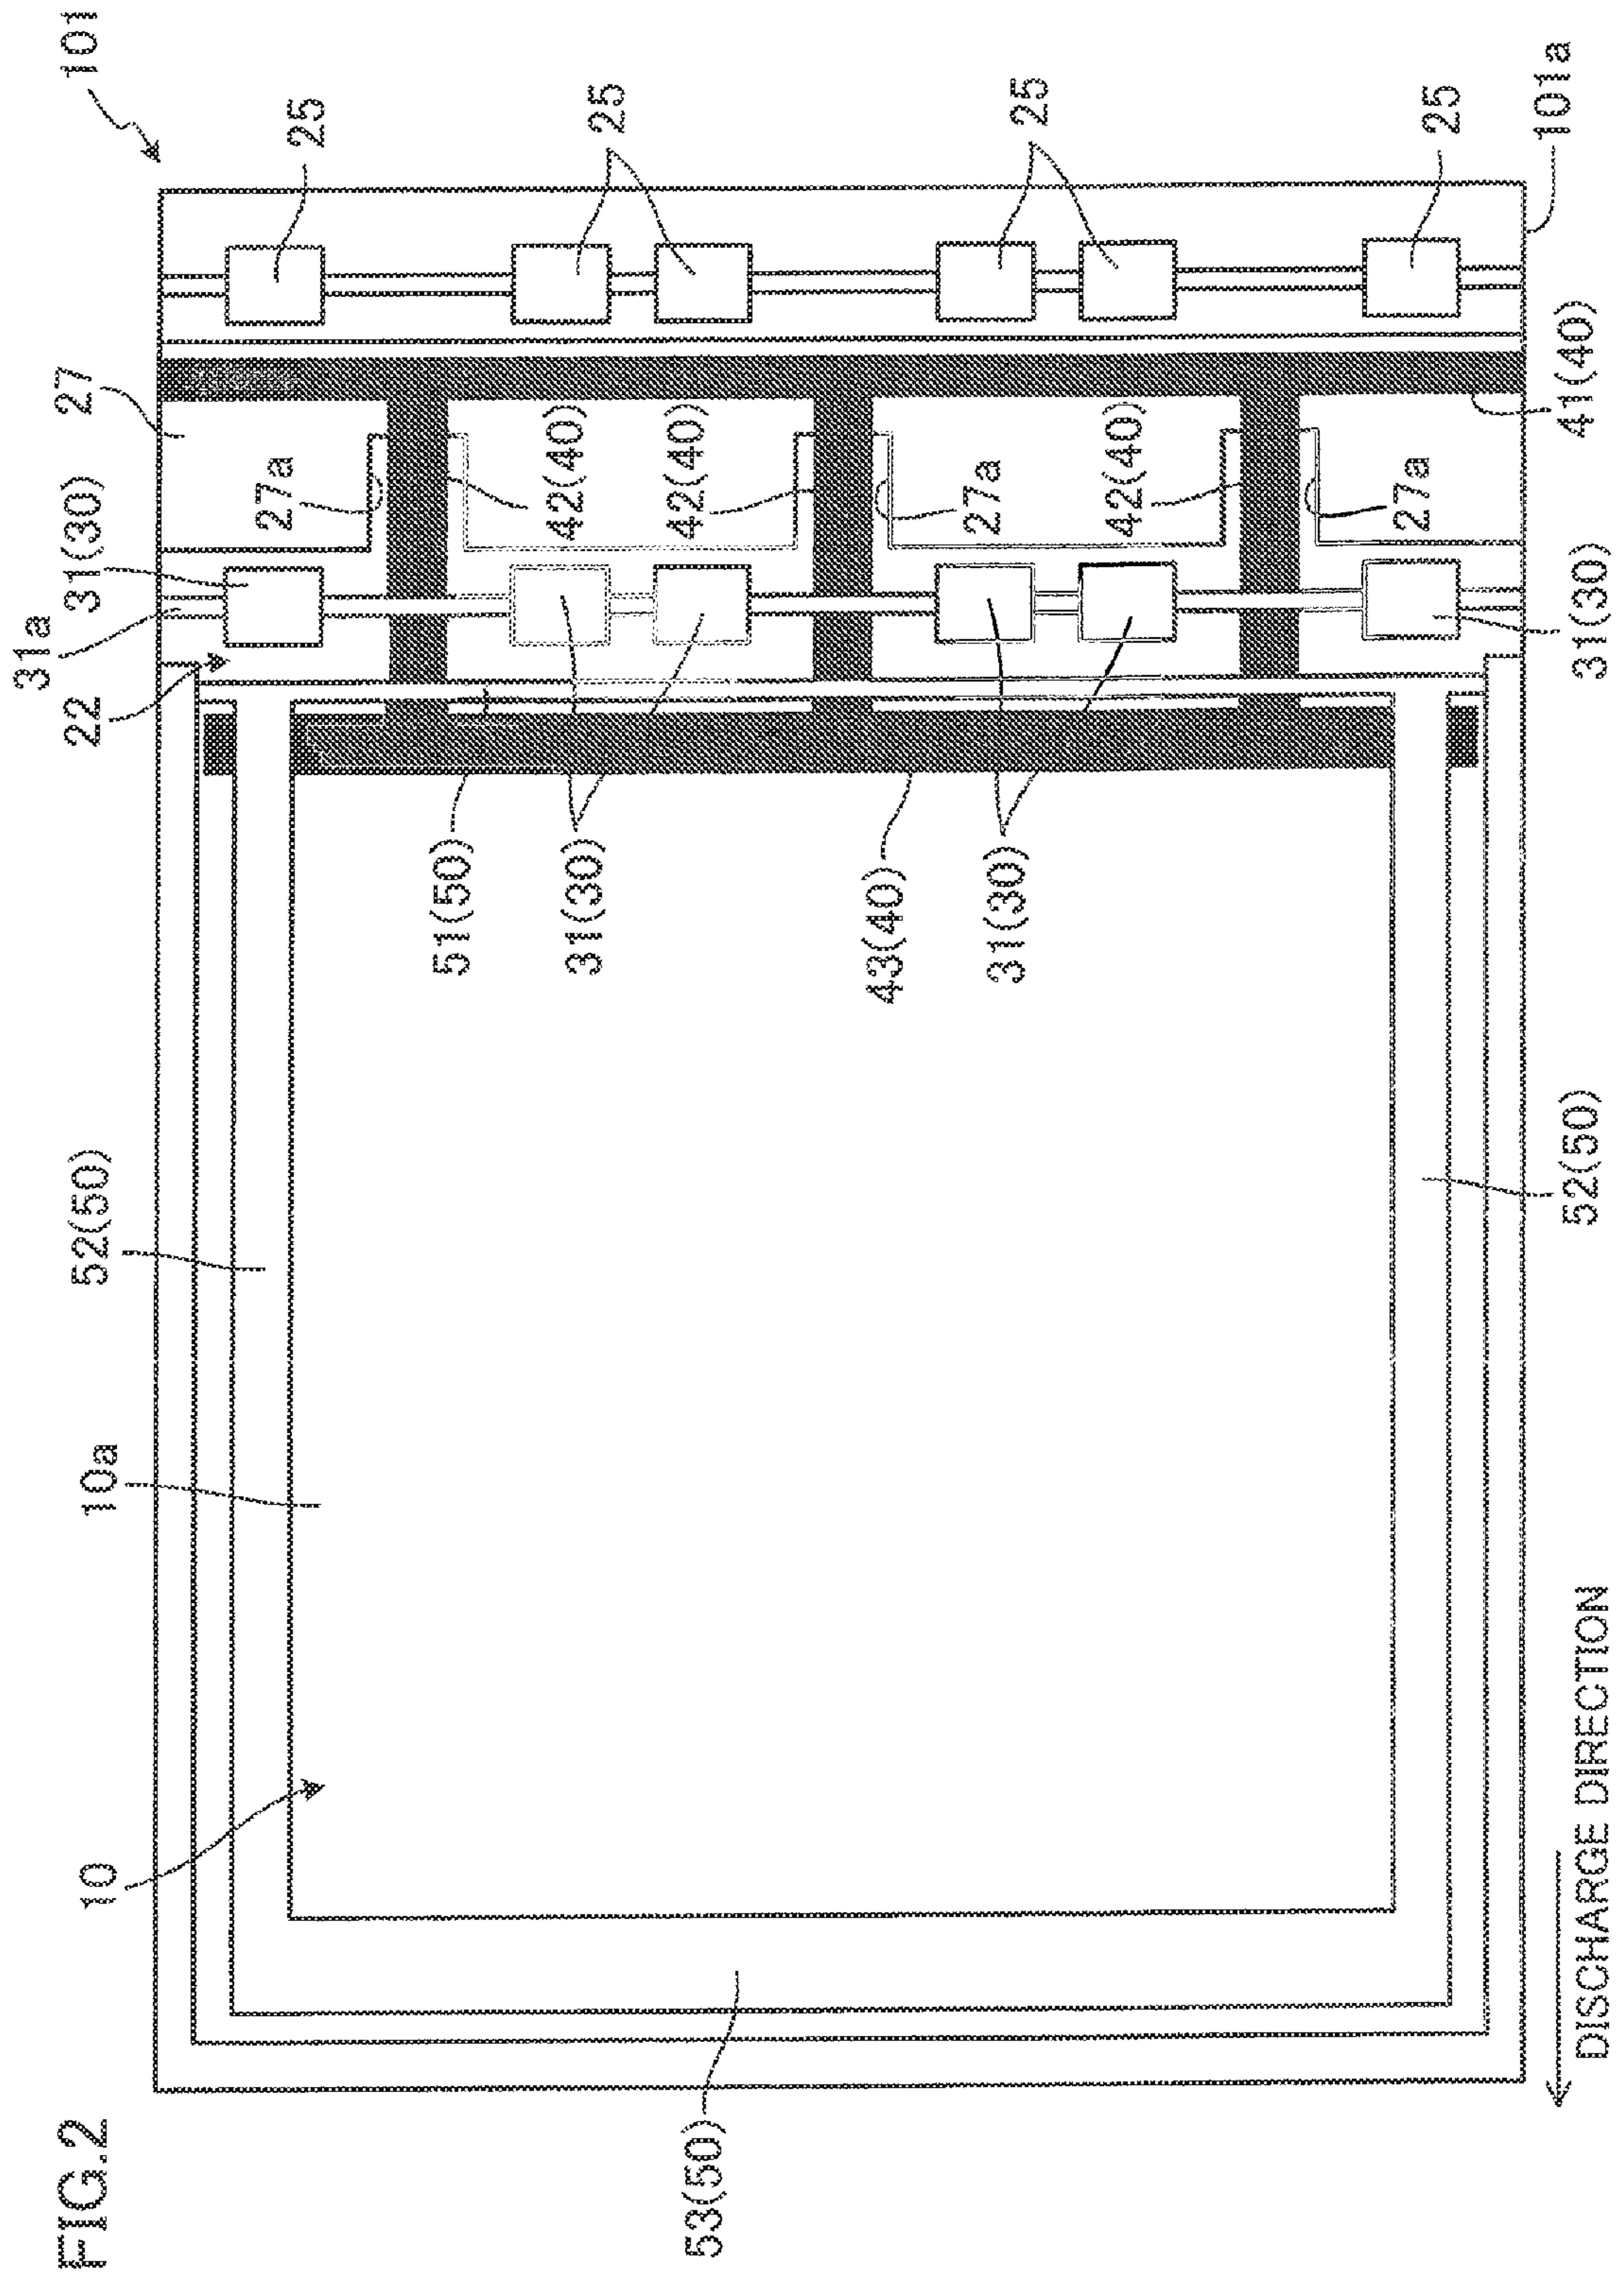 FIG.2
10
10a
52(50)
22
31a
31(30)
27
101
27a
25
51(50)
31(30)
42(40)
25
53(50)
42(40)
43(40)
31(30)
27a
25
42(40)
27a
25
DISCHARGE DIRECTION
52(50)
31(30)
41(40)
101a